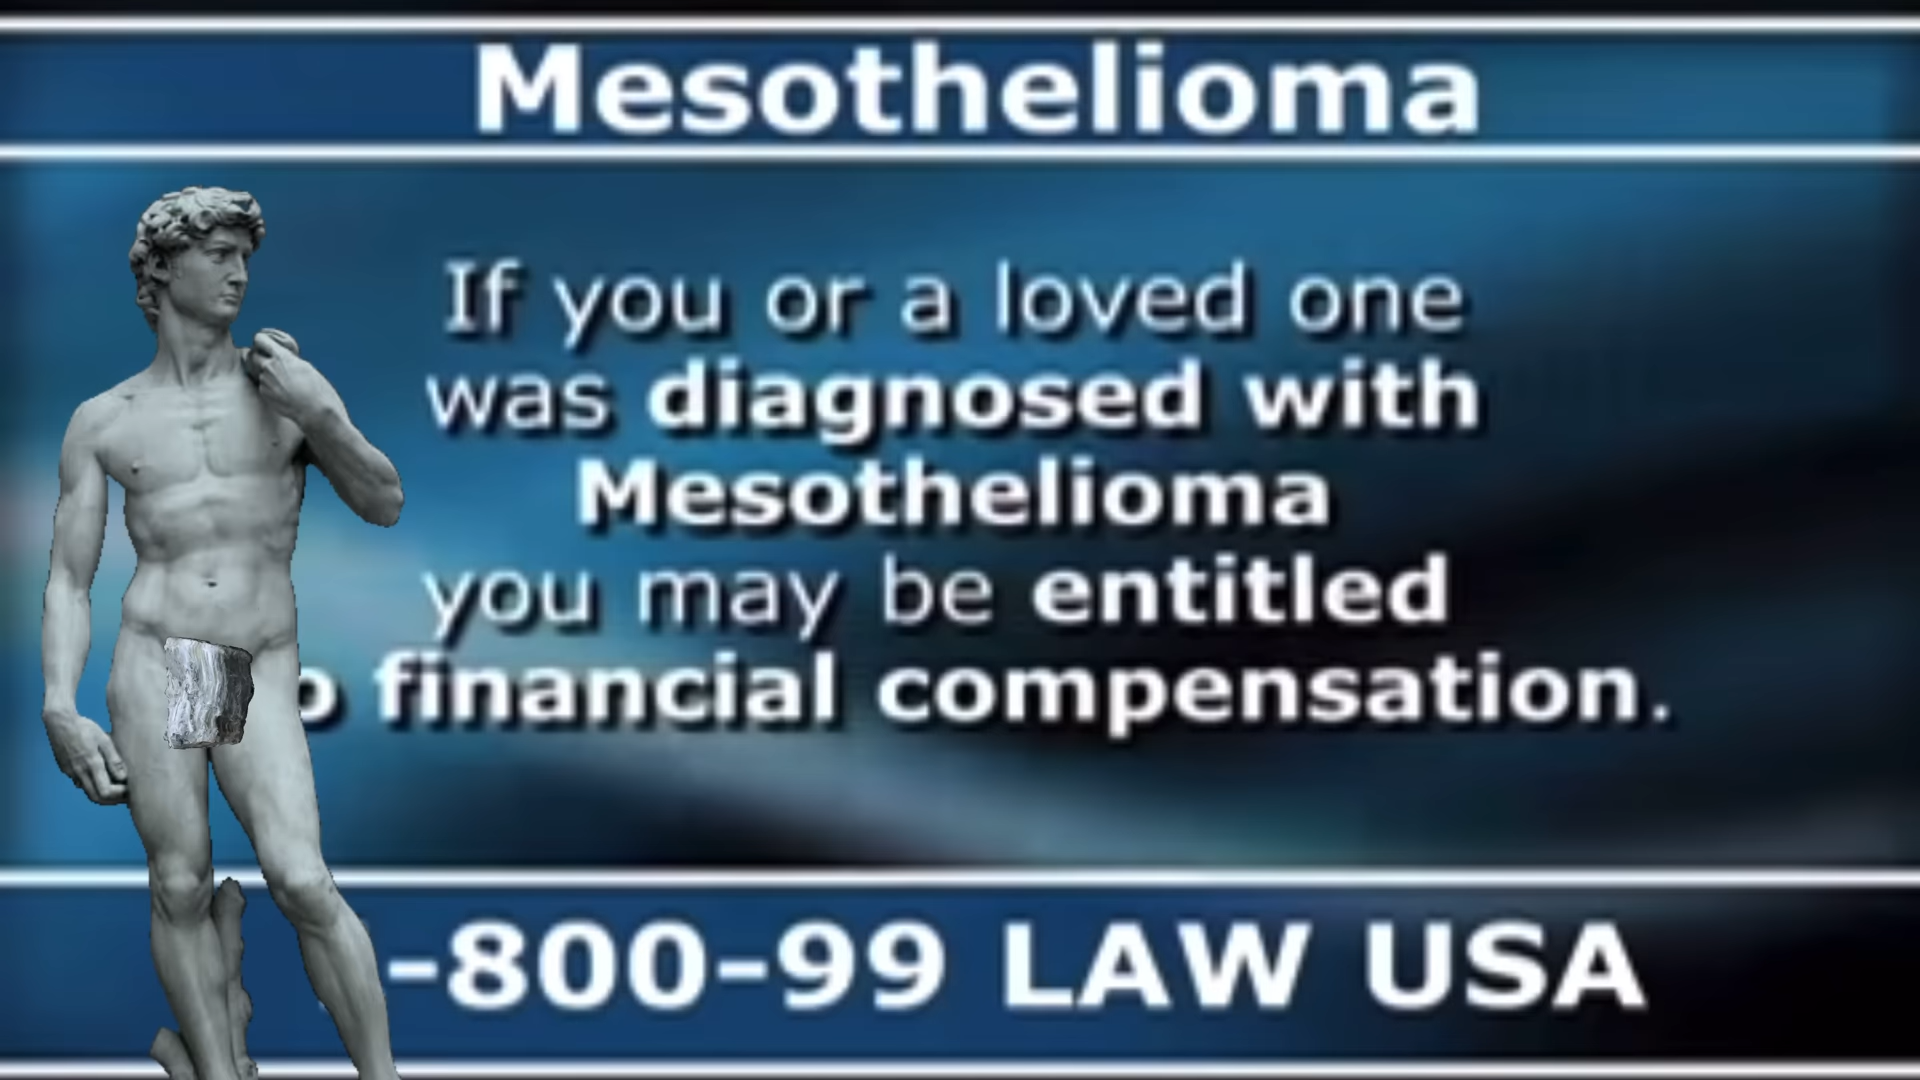 Mesothelioma
If you or a loved one
was diagnosed with
Mesothelioma
you may be entitled
o financial compensation.
-800-99 LAW USA